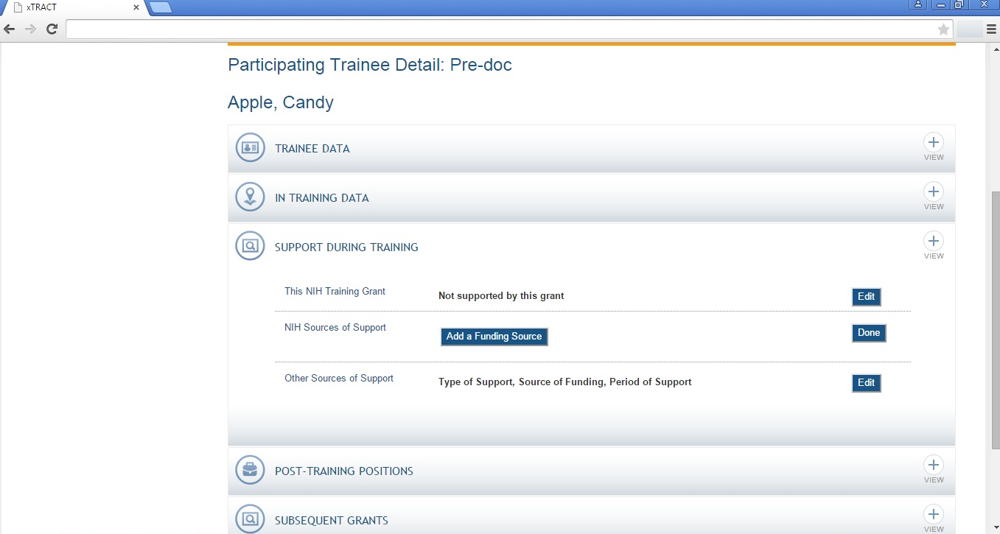 xTRACT
Participating Trainee Detail: Pre-doc
Apple, Candy
TRAINEE DATA
VIEW
IN TRAINING DATA
VIEW
SUPPORT DURING TRAINING
VIEW
This NIH Training Grant Not supported by this grant Edit
NIH Sources of Support Add a Funding Source Done
Other Sources of Support Type of Support, Source of Funding, Period of Support Edit
POST-TRAINING POSITIONS
VIEW
SUBSEQUENT GRANTS
VIEW